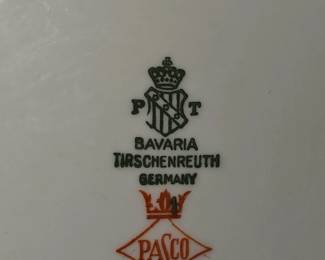 P T
BAVARIA
TIRSCHENREUTH
GERMANY
PASCO